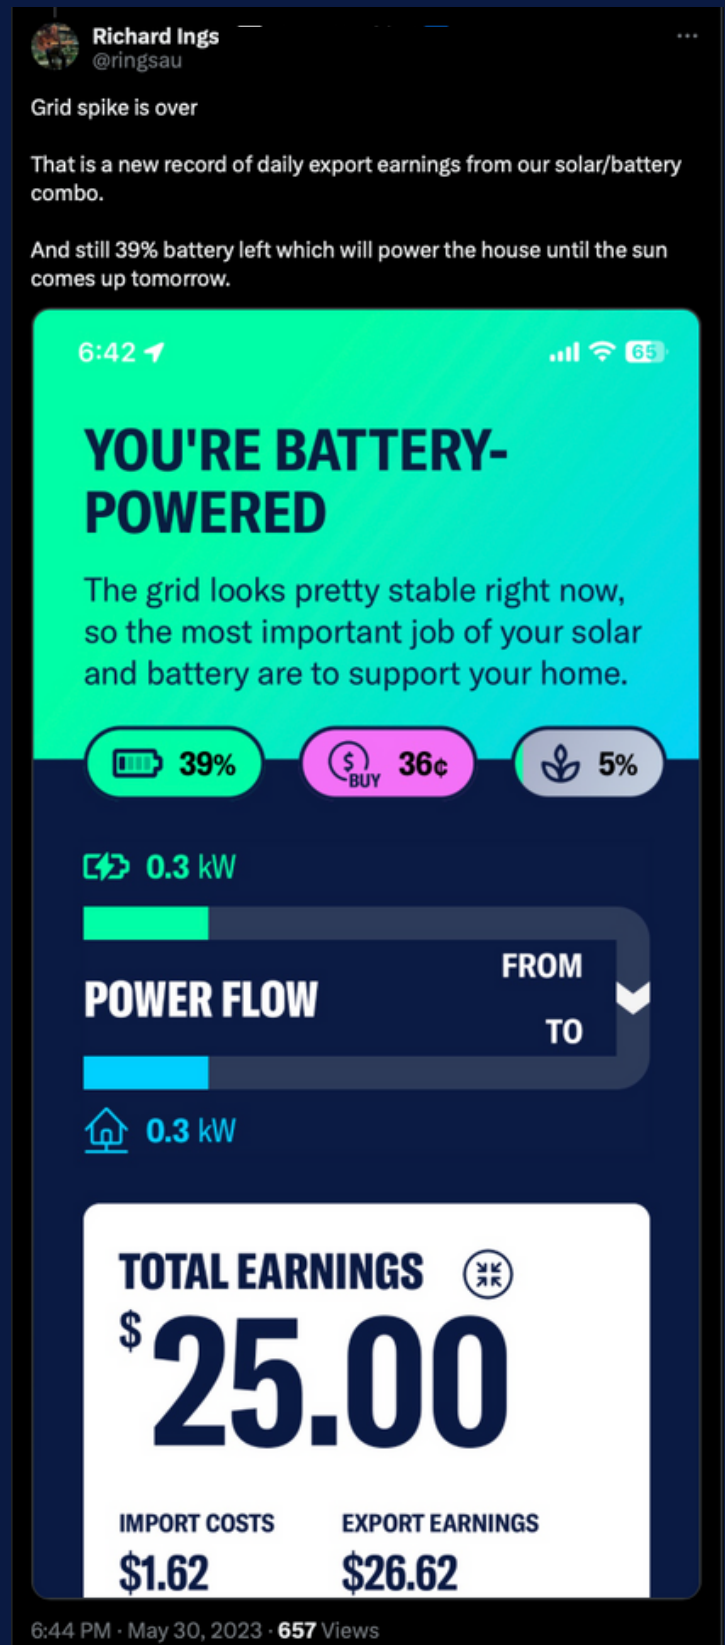 Richard Ings
@ringsau
Grid spike is over
That is a new record of daily export earnings from our solar/battery
combo.
And still 39% battery left which will power the house until the sun
comes up tomorrow.
6:42
65
YOU'RE BATTERY-
POWERED
The grid looks pretty stable right now,
so the most important job of your solar
and battery are to support your home.
39%
$ BUY 36¢
5%
0.3 kW
FROM
POWER FLOW
TO
0.3 kW
TOTAL EARNINGS
$25.00
IMPORT COSTS EXPORT EARNINGS
$1.62 $26.62
6:44 PM · May 30, 2023 · 657 Views